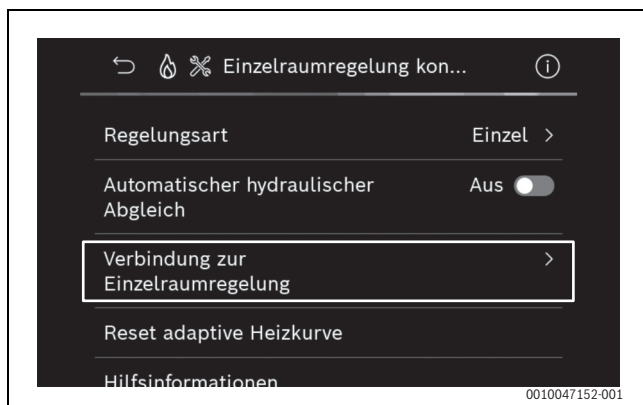 Einzelraumregelung kon...
Regelungsart Einzel >
Automatischer hydraulischer Aus
Abgleich
Verbindung zur >
Einzelraumregelung
Reset adaptive Heizkurve
Hilfsinformationen
0010047152-001